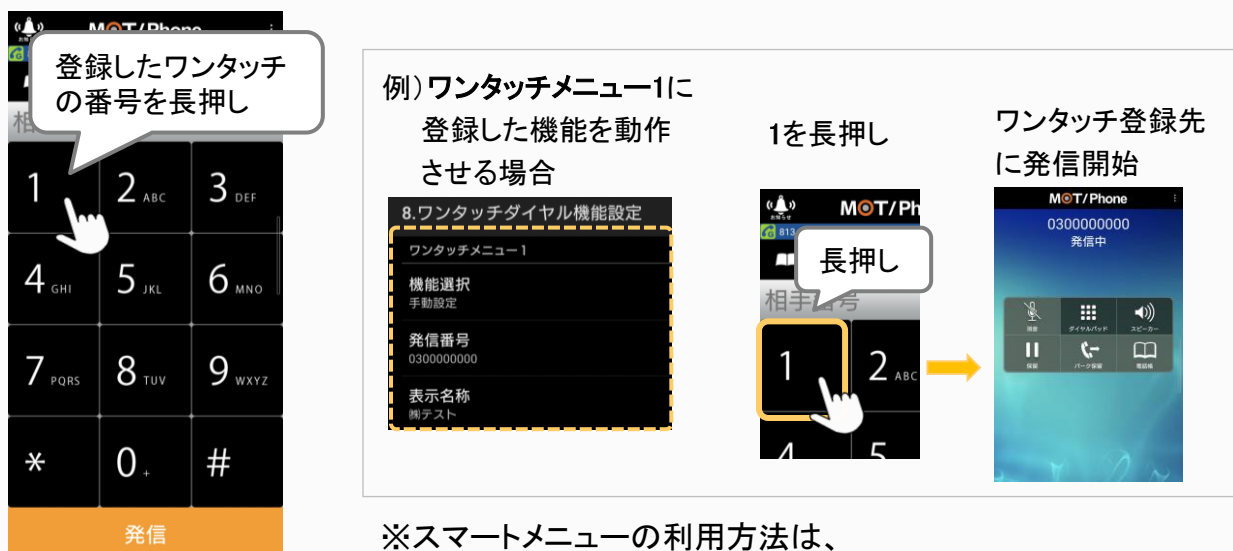 MOT/Phone
登録したワンタッチ
の番号を長押し
1
2 ABC
3 DEF
4 GHI
5 JKL
6 MNO
7 PQRS
8 TUV
9 WXYZ
*
0 +
#
発信
例）ワンタッチメニュー1に
登録した機能を動作
させる場合
8.ワンタッチダイヤル機能設定
ワンタッチメニュー1
機能選択
手動設定
発信番号
0300000000
表示名称
㈱テスト
1を長押し
お知らせ
MOT/Ph
813
長押し
相手番号
1
2 ABC
4
5
ワンタッチ登録先
に発信開始
MOT/Phone
0300000000
発信中
消音
ダイヤルパッド
スピーカー
保留
パーク保留
電話帳
※スマートメニューの利用方法は、